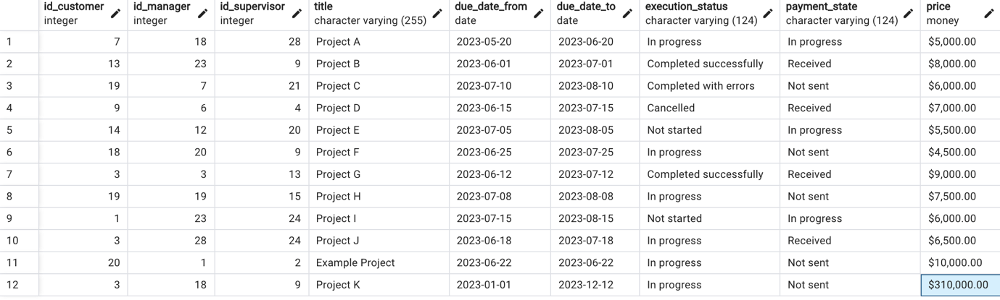 id_customer id_manager id_supervisor title due_date_from due_date_to execution_status payment_state price
integer integer integer character varying (255) date date character varying (124) character varying (124) money
1 7 18 28 Project A 2023-05-20 2023-06-20 In progress In progress $5,000.00
2 13 23 9 Project B 2023-06-01 2023-07-01 Completed successfully Received $8,000.00
3 19 7 21 Project C 2023-07-10 2023-08-10 Completed with errors Not sent $6,000.00
4 9 6 4 Project D 2023-06-15 2023-07-15 Cancelled Received $7,000.00
5 14 12 20 Project E 2023-07-05 2023-08-05 Not started In progress $5,500.00
6 18 20 9 Project F 2023-06-25 2023-07-25 In progress Not sent $4,500.00
7 3 3 13 Project G 2023-06-12 2023-07-12 Completed successfully Received $9,000.00
8 19 19 15 Project H 2023-07-08 2023-08-08 In progress Not sent $7,500.00
9 1 23 24 Project I 2023-07-15 2023-08-15 Not started In progress $6,000.00
10 3 28 24 Project J 2023-06-18 2023-07-18 In progress Received $6,500.00
11 20 1 2 Example Project 2023-06-22 2023-06-22 In progress Not sent $10,000.00
12 3 18 9 Project K 2023-01-01 2023-12-12 In progress Not sent $310,000.00